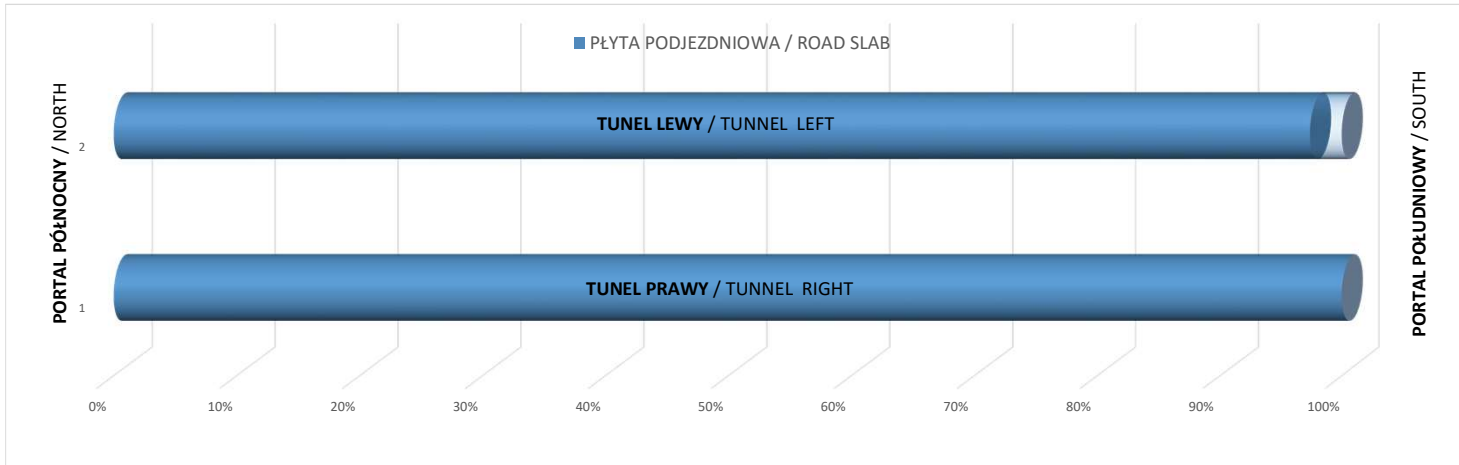 PŁYTA PODJEZDNIOWA / ROAD SLAB
PORTAL PÓŁNOCNY / NORTH
2
TUNEL LEWY / TUNNEL LEFT
PORTAL POŁUDNIOWY / SOUTH
1
TUNEL PRAWY / TUNNEL RIGHT
0% 10% 20% 30% 40% 50% 60% 70% 80% 90% 100%